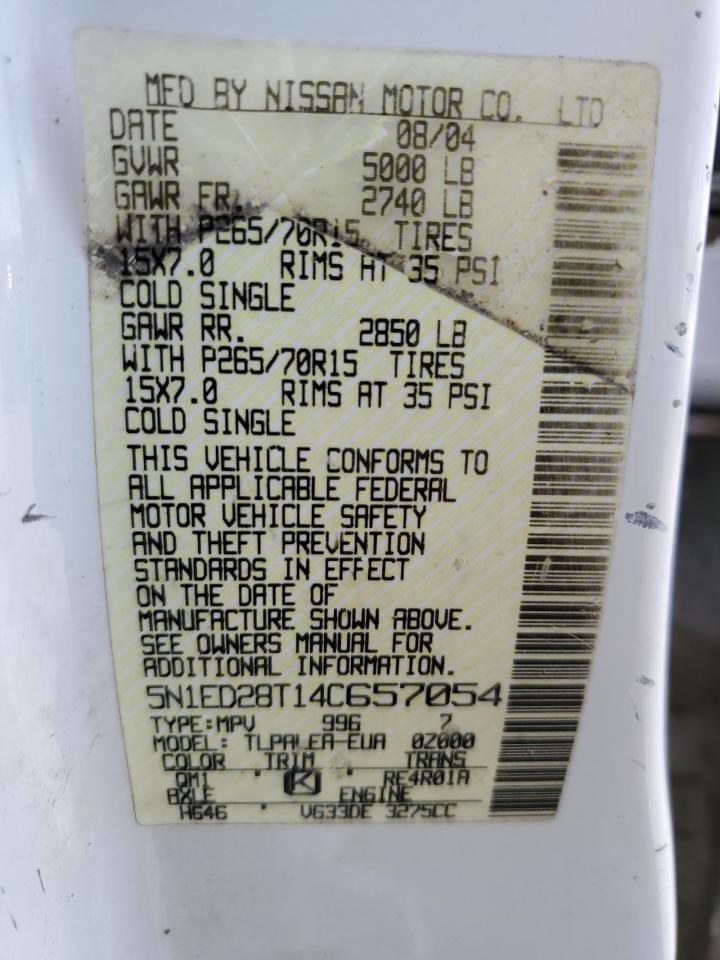 MFD BY NISSAN MOTOR CO. LTD
DATE 08/04
GVWR 5000 LB
GAWR FR. 2740 LB
WITH P265/70R15 TIRES
15X7.0 RIMS AT 35 PSI
COLD SINGLE
GAWR RR. 2850 LB
WITH P265/70R15 TIRES
15X7.0 RIMS AT 35 PSI
COLD SINGLE
THIS VEHICLE CONFORMS TO
ALL APPLICABLE FEDERAL
MOTOR VEHICLE SAFETY
AND THEFT PREVENTION
STANDARDS IN EFFECT
ON THE DATE OF
MANUFACTURE SHOWN ABOVE.
SEE OWNERS MANUAL FOR
ADDITIONAL INFORMATION.
5N1ED28T14C657054
TYPE:MPV 996 7
MODEL: TLPALEA-EUA 0Z000
COLOR TRIM TRANS
QM1 K RE4R01A
AXLE ENGINE
H646 VG33DE 3275CC